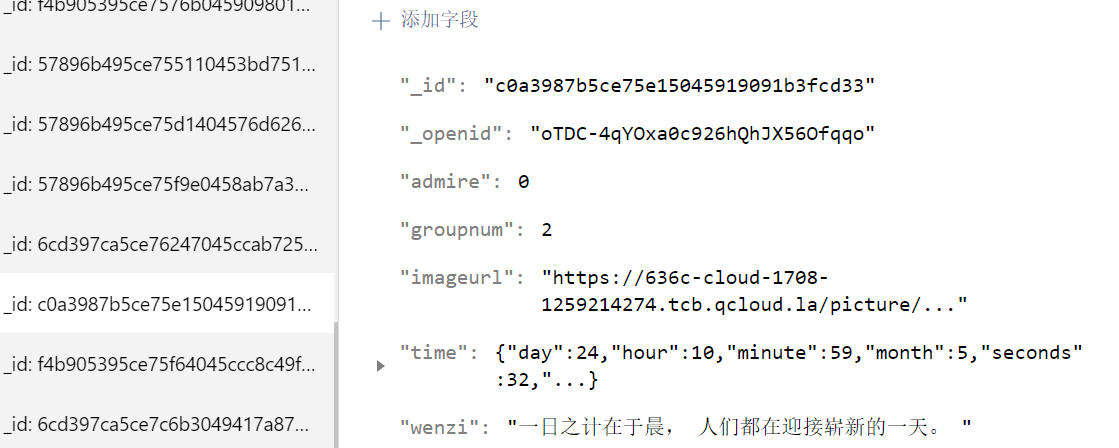 _id: f4b905395ce7576b045909801...
_id: 57896b495ce755110453bd751...
_id: 57896b495ce75d1404576d626...
_id: 57896b495ce75f9e0458ab7a3...
_id: 6cd397ca5ce76247045ccab725...
_id: c0a3987b5ce75e15045919091...
_id: f4b905395ce75f64045ccc8c49f...
_id: 6cd397ca5ce7c6b3049417a87...
添加字段
"_id": "c0a3987b5ce75e15045919091b3fcd33"
"_openid": "oTDC-4qYOxa0c926hQhJX56Ofqqo"
"admire": 0
"groupnum": 2
"imageurl": "https://636c-cloud-1708-
1259214274.tcb.qcloud.la/picture/..."
"time": {"day":24,"hour":10,"minute":59,"month":5,"seconds"
:32,"...}
"wenzi": "一日之计在于晨， 人们都在迎接崭新的一天。 "